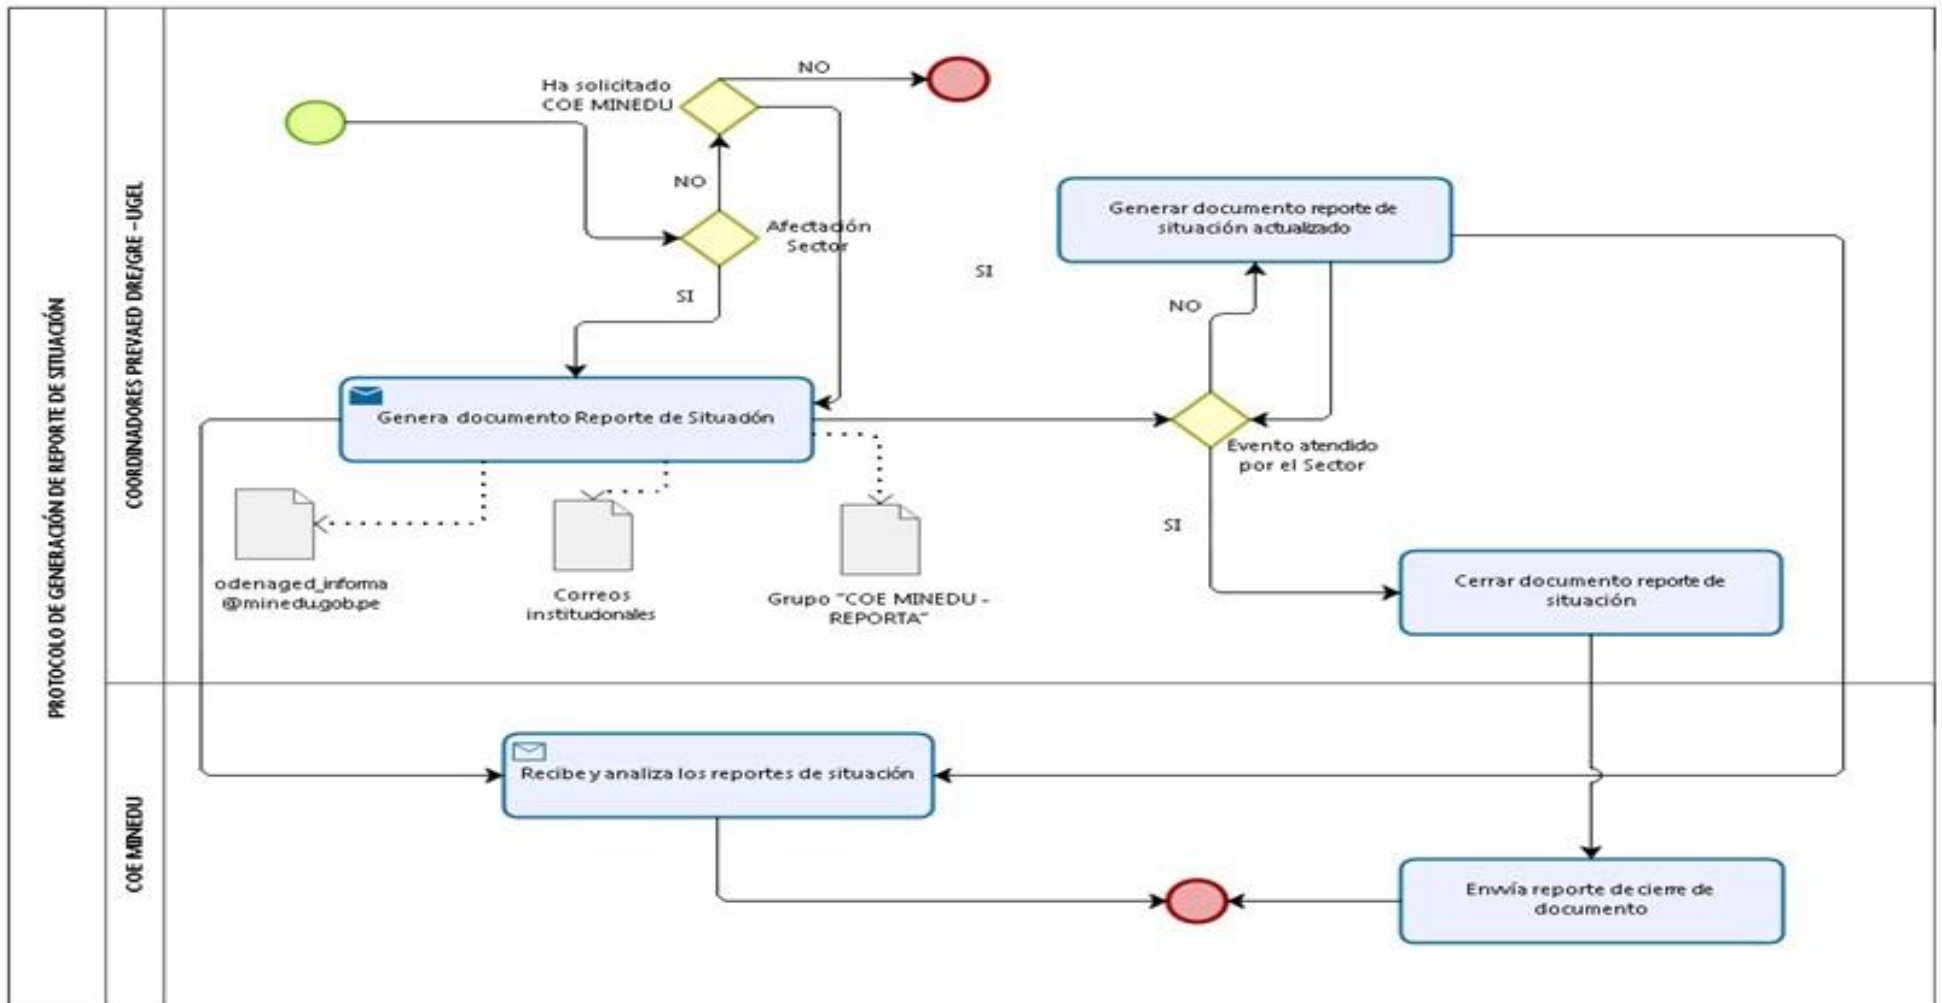 PROTOCOLO DE GENERACIÓN DE REPORTE DE SITUACIÓN
COORDINADORES PREVAED DRE/GRE -UGEL
Ha solicitado
COE MINEDU
NO
NO
Afectación
Sector
SI
SI
Generar documento reporte de
situación actualizado
NO
Genera documento Reporte de Situación
Evento atendido
por el Sector
SI
odenaged_informa
@minedu.gob.pe
Correos
institucionales
Grupo "COE MINEDU -
REPORTA"
Cerrar documento reporte de
situación
COE MINEDU
Recibe y analiza los reportes de situación
Envvía reporte de cierre de
documento